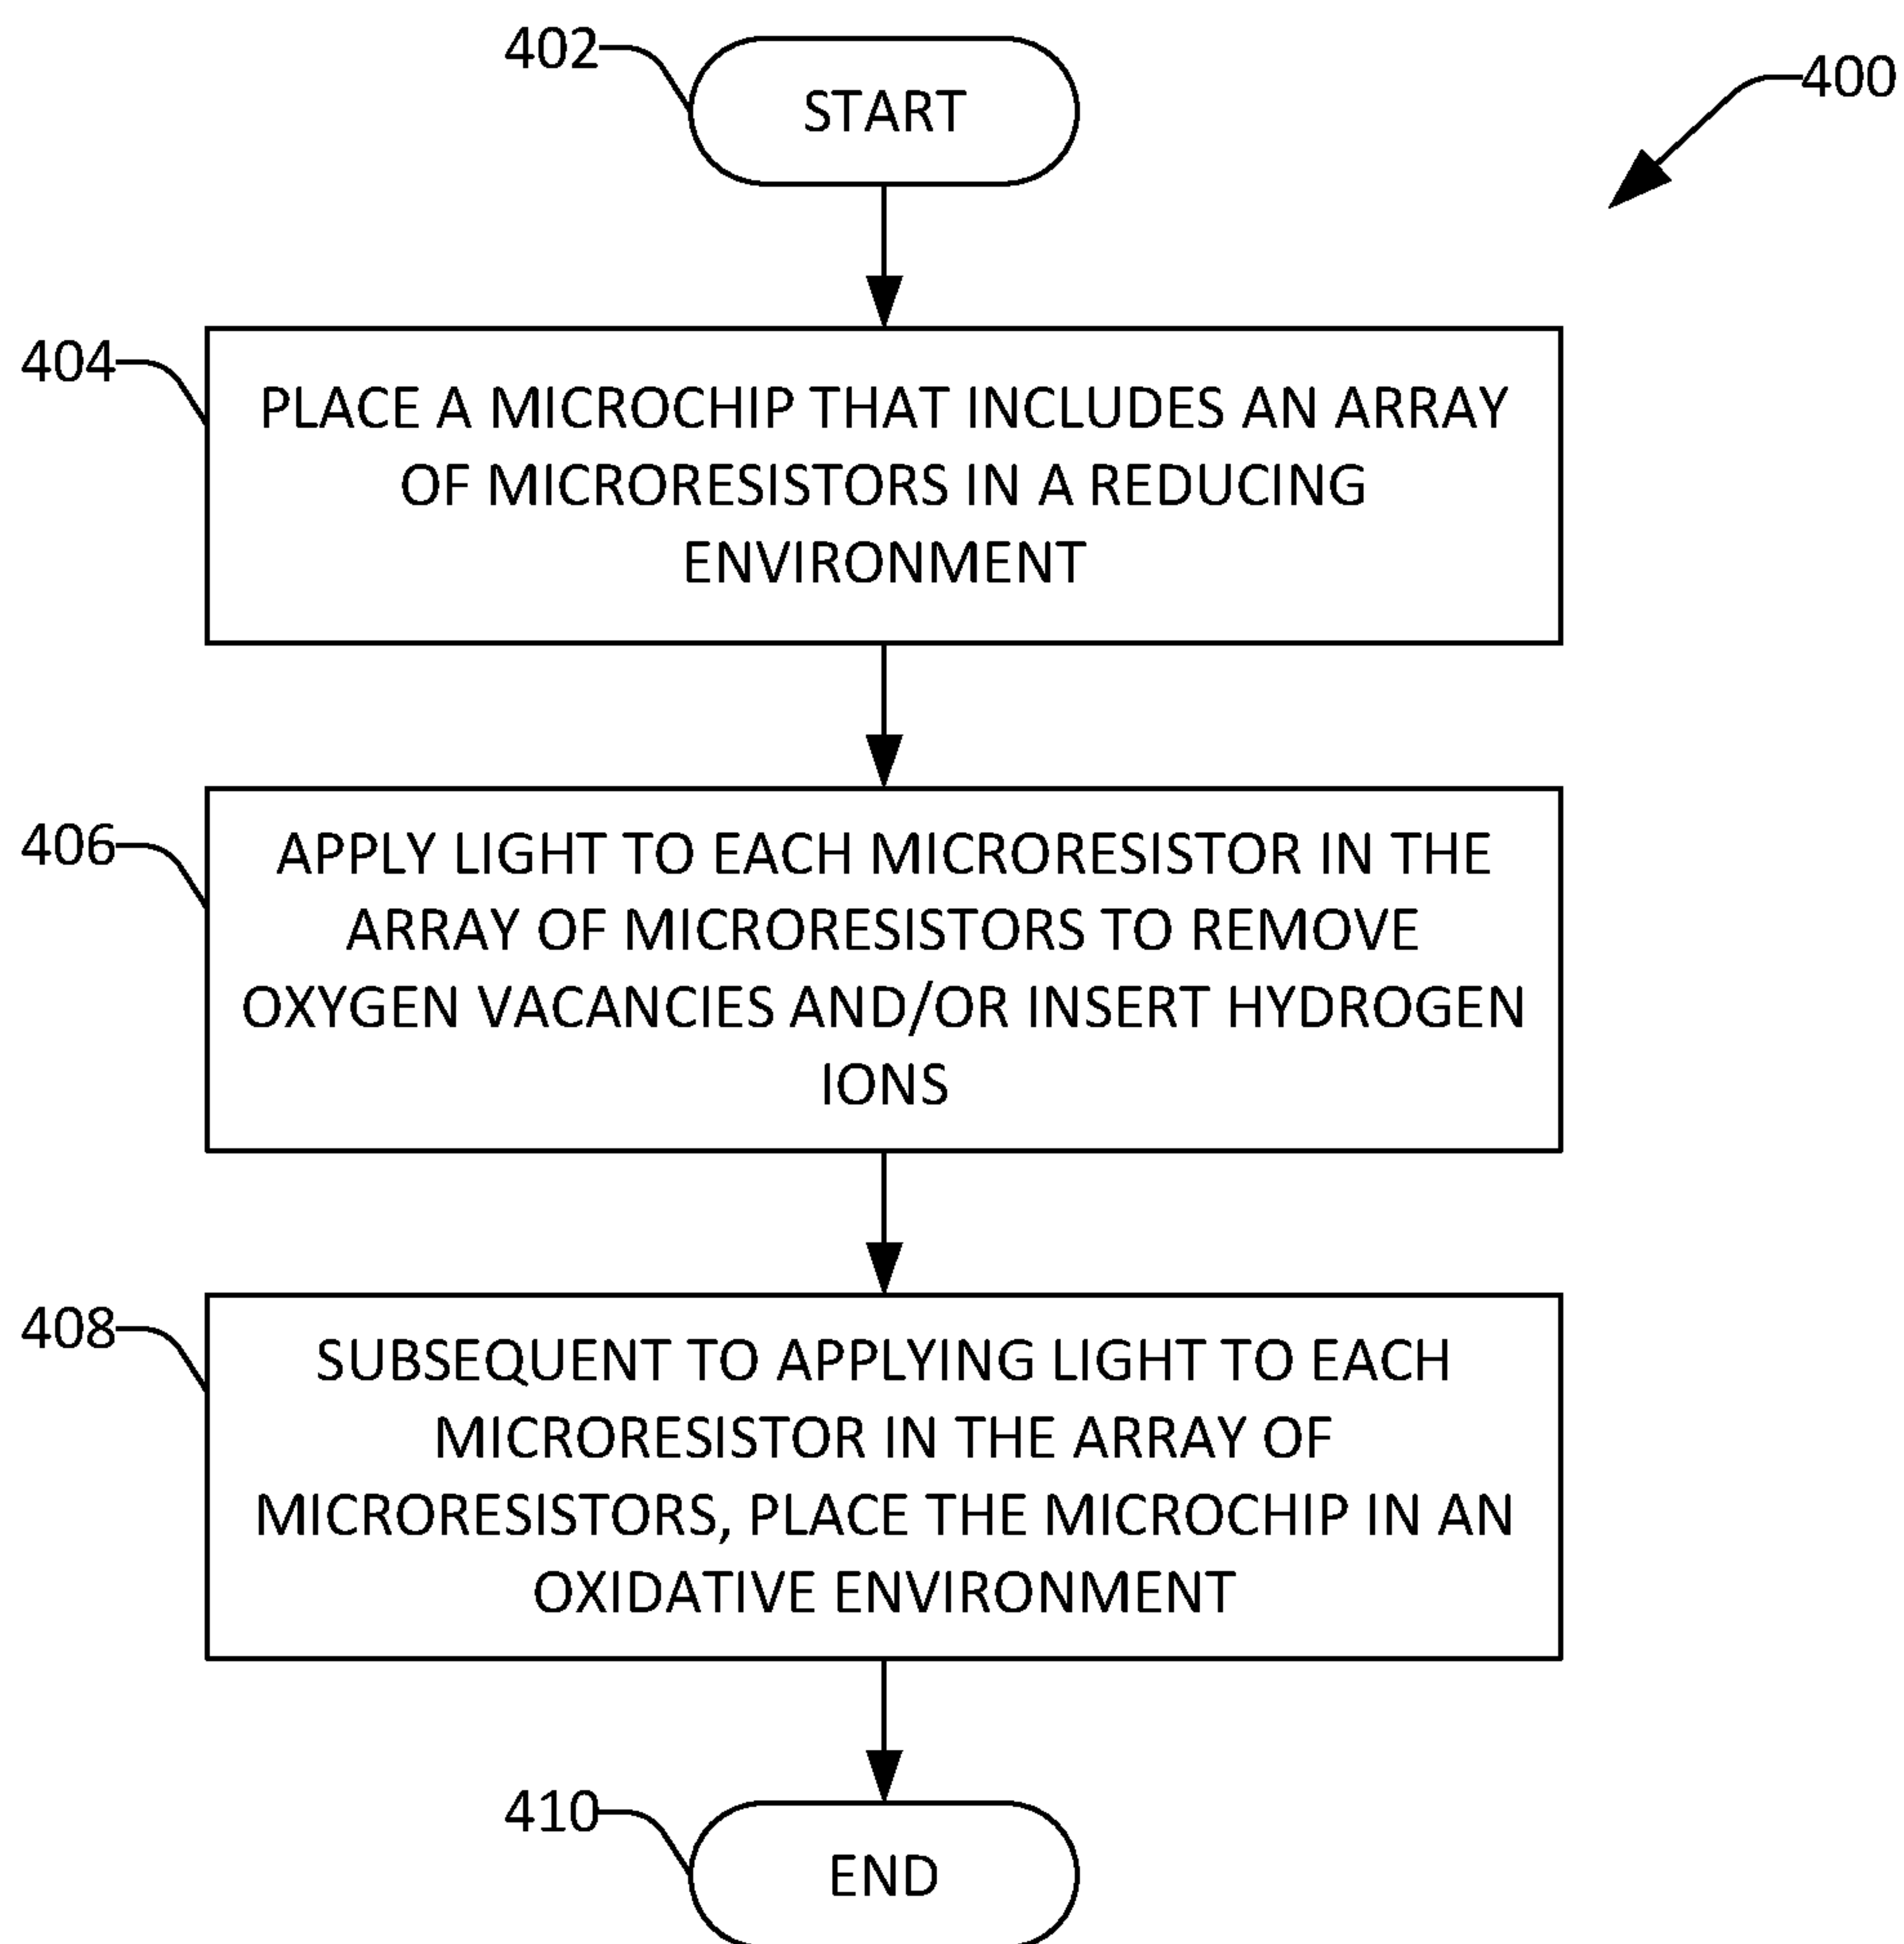 402
START
400
404
PLACE A MICROCHIP THAT INCLUDES AN ARRAY
OF MICRORESISTORS IN A REDUCING
ENVIRONMENT
406
APPLY LIGHT TO EACH MICRORESISTOR IN THE
ARRAY OF MICRORESISTORS TO REMOVE
OXYGEN VACANCIES AND/OR INSERT HYDROGEN
IONS
408
SUBSEQUENT TO APPLYING LIGHT TO EACH
MICRORESISTOR IN THE ARRAY OF
MICRORESISTORS, PLACE THE MICROCHIP IN AN
OXIDATIVE ENVIRONMENT
410
END